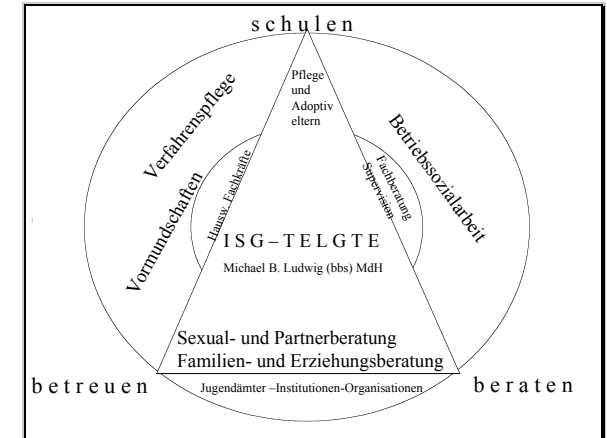 schulen
Pflege
und
Adoptiv
eltern
Verfahrenspflege
Betriebssozialarbeit
Vormundschaften
Hausw. Fachkräfte
Fachberatung
Supervision
ISG–TELGTE
Michael B. Ludwig (bbs) MdH
Sexual- und Partnerberatung
Familien- und Erziehungsberatung
betreuen
Jugendämter –Institutionen-Organisationen
beraten